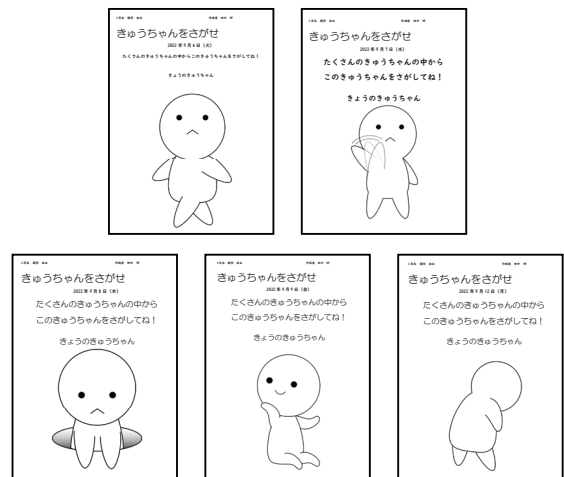 きゅうちゃんをさがせ
2022年9月6日（火）
たくさんのきゅうちゃんの中からこのきゅうちゃんをさがしてね！
きょうのきゅうちゃん
きゅうちゃんをさがせ
2022年9月7日（水）
たくさんのきゅうちゃんの中から
このきゅうちゃんをさがしてね！
きょうのきゅうちゃん
きゅうちゃんをさがせ
2022年9月8日（木）
たくさんのきゅうちゃんの中から
このきゅうちゃんをさがしてね！
きょうのきゅうちゃん
きゅうちゃんをさがせ
2022年9月9日（金）
たくさんのきゅうちゃんの中から
このきゅうちゃんをさがしてね！
きょうのきゅうちゃん
きゅうちゃんをさがせ
2022年9月12日（月）
たくさんのきゅうちゃんの中から
このきゅうちゃんをさがしてね！
きょうのきゅうちゃん